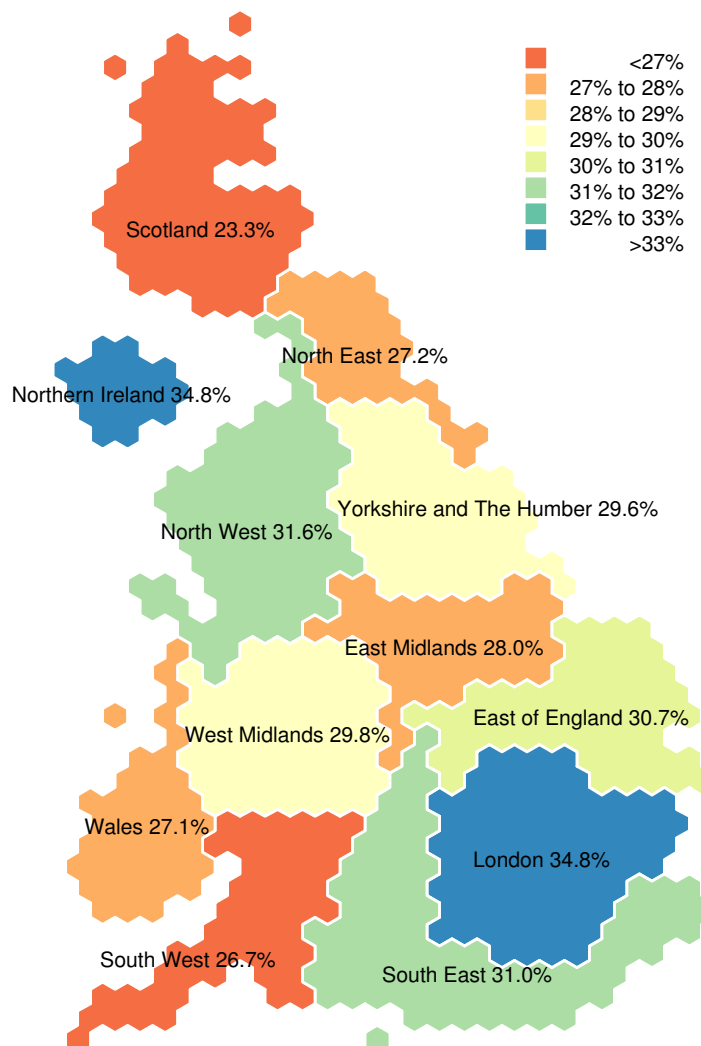 <27%
27% to 28%
28% to 29%
29% to 30%
30% to 31%
31% to 32%
32% to 33%
>33%
Scotland 23.3%
North East 27.2%
Northern Ireland 34.8%
Yorkshire and The Humber 29.6%
North West 31.6%
East Midlands 28.0%
East of England 30.7%
West Midlands 29.8%
Wales 27.1%
London 34.8%
South West 26.7%
South East 31.0%